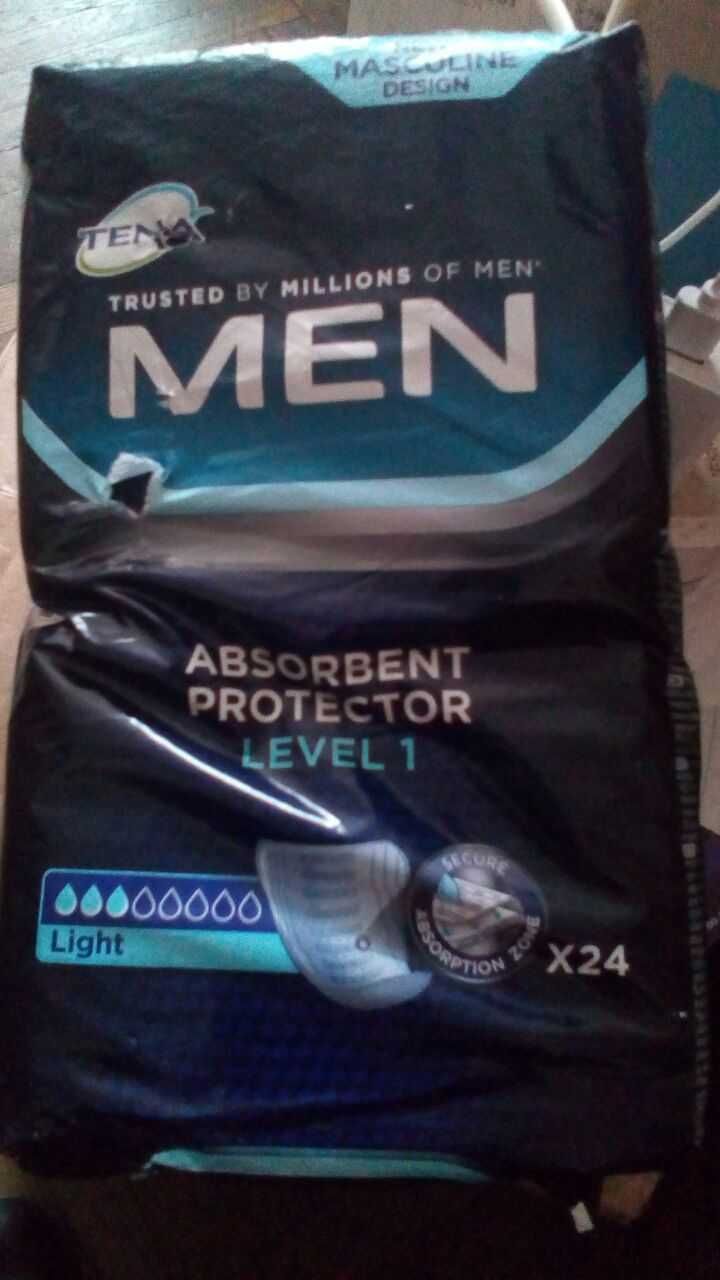 MASCULINE
DESIGN
TENA
TRUSTED BY MILLIONS OF MEN*
MEN
ABSORBENT
PROTECTOR
LEVEL 1
Light
SECURE
ABSORPTION ZONE
X24